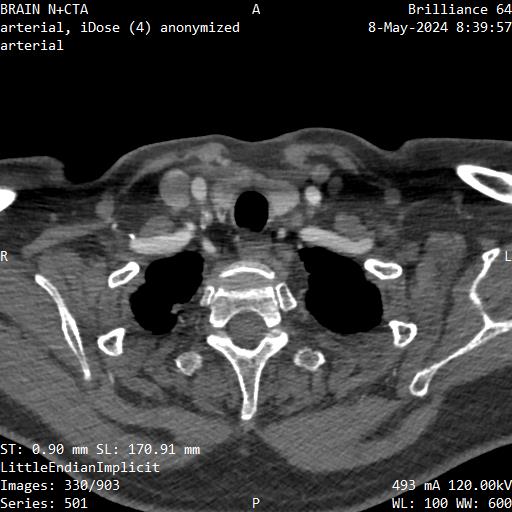 BRAIN N+CTA
A
Brilliance 64
arterial, iDose (4) anonymized
8-May-2024 8:39:57
arterial
R
L
ST: 0.90 mm SL: 170.91 mm
LittleEndianImplicit
Images: 330/903
493 mA 120.00kV
Series: 501
P
WL: 100 WW: 600